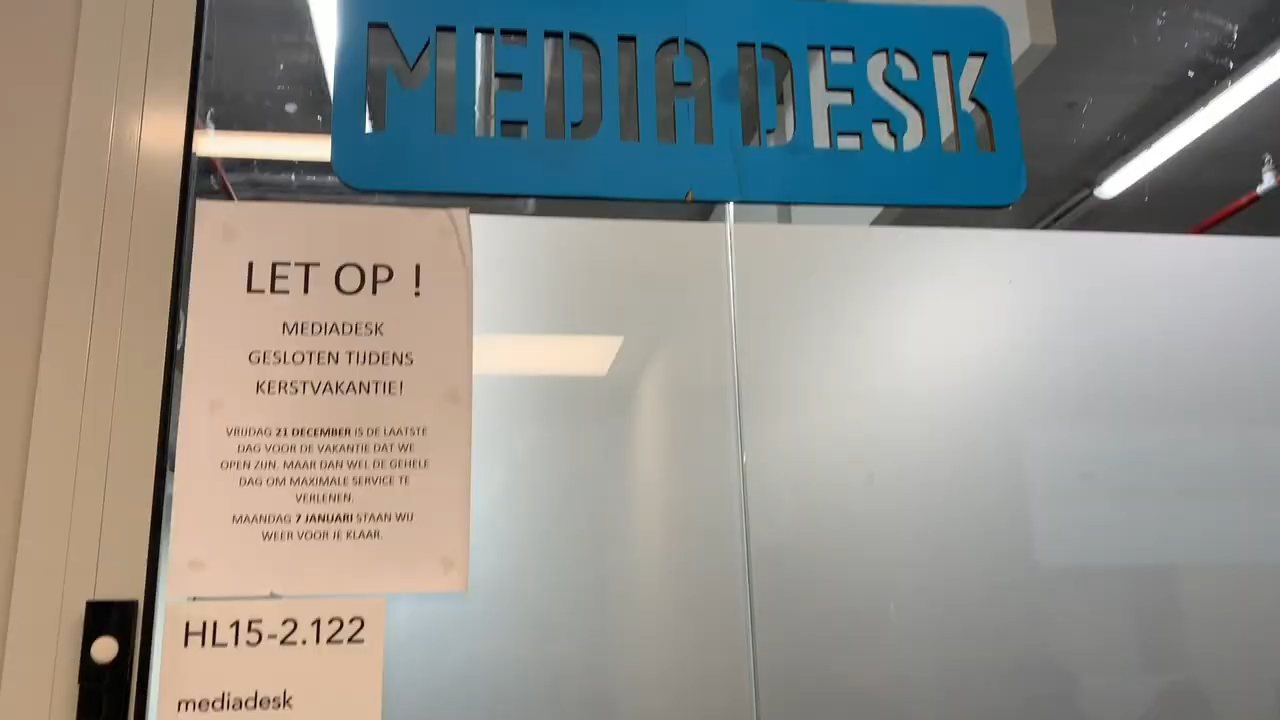 MEDIADESK
LET OP !
MEDIADESK
GESLOTEN TIJDENS
KERSTVAKANTIE!
VRIJDAG 21 DECEMBER IS DE LAATSTE
DAG VOOR DE VAKANTIE DAT WE
OPEN ZIJN. MAAR DAN WEL DE GEHELE
DAG OM MAXIMALE SERVICE TE
VERLENEN.
MAANDAG 7 JANUARI STAAN WIJ
WEER VOOR JE KLAAR.
HL15-2.122
mediadesk